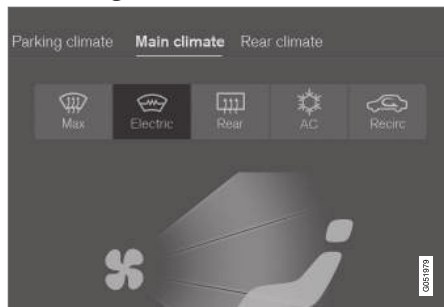 Parking climate Main climate Rear climate
Max Electric Rear AC Recirc
G051979